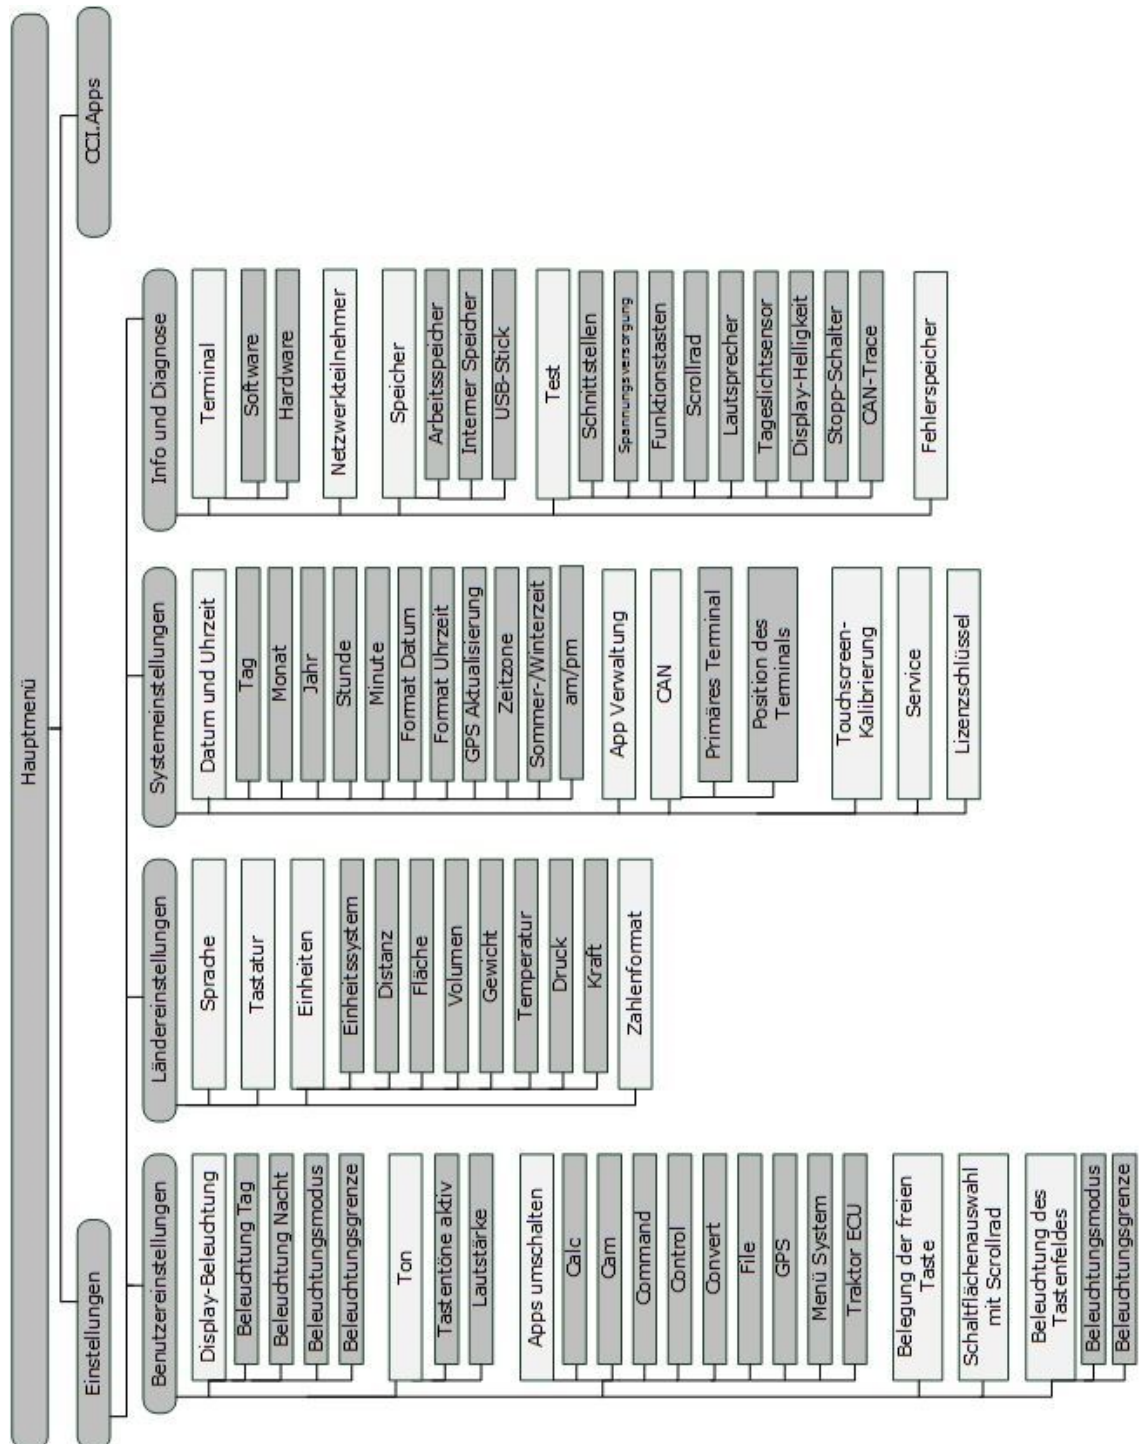 Hauptmenü
Einstellungen
CCI.Apps
Benutzereinstellungen
Display-Beleuchtung
Beleuchtung Tag
Beleuchtung Nacht
Beleuchtungsmodus
Beleuchtungsgrenze
Ton
Tastentöne aktiv
Lautstärke
Apps umschalten
Calc
Cam
Command
Control
Convert
File
GPS
Menü System
Traktor ECU
Belegung der freien
Taste
Schaltflächenauswahl
mit Scrollrad
Beleuchtung des
Tastenfeldes
Beleuchtungsmodus
Beleuchtungsgrenze
Ländereinstellungen
Sprache
Tastatur
Einheiten
Einheitssystem
Distanz
Fläche
Volumen
Gewicht
Temperatur
Druck
Kraft
Zahlenformat
Systemeinstellungen
Datum und Uhrzeit
Tag
Monat
Jahr
Stunde
Minute
Format Datum
Format Uhrzeit
GPS Aktualisierung
Zeitzone
Sommer-/Winterzeit
am/pm
App Verwaltung
CAN
Primäres Terminal
Position des
Terminals
Touchscreen-
Kalibrierung
Service
Lizenzschlüssel
Info und Diagnose
Terminal
Software
Hardware
Netzwerkteilnehmer
Speicher
Arbeitsspeicher
Interner Speicher
USB-Stick
Test
Schnittstellen
Spannungsversorgung
Funktionstasten
Scrollrad
Lautsprecher
Tageslichtsensor
Display-Helligkeit
Stopp-Schalter
CAN-Trace
Fehlerspeicher